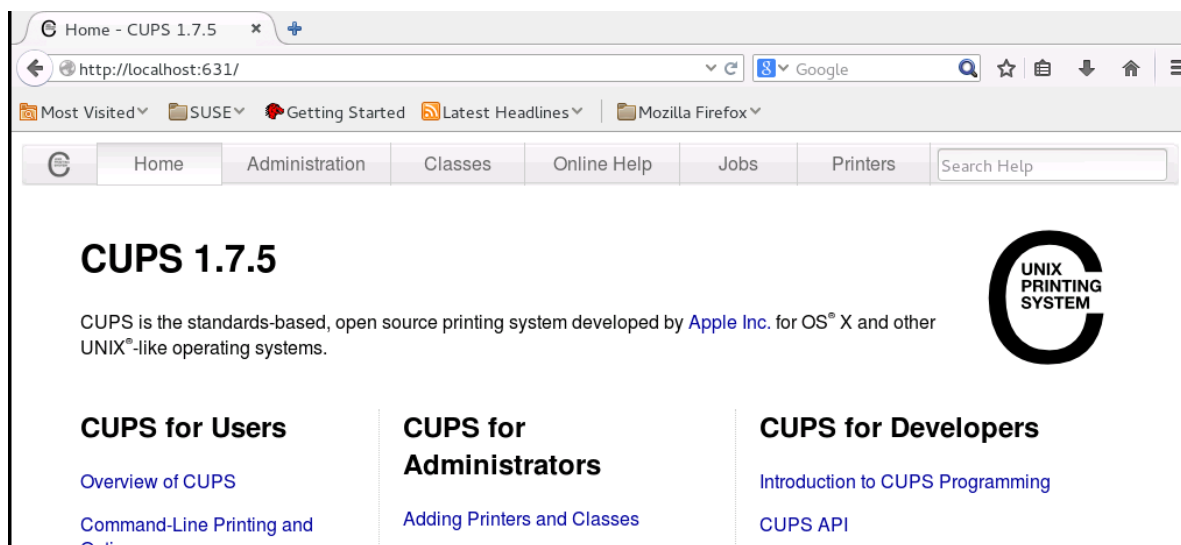 Home - CUPS 1.7.5
http://localhost:631/
Google
Most Visited SUSE Getting Started Latest Headlines Mozilla Firefox
Home Administration Classes Online Help Jobs Printers Search Help
CUPS 1.7.5
UNIX
PRINTING
SYSTEM
CUPS is the standards-based, open source printing system developed by Apple Inc. for OS® X and other
UNIX®-like operating systems.
CUPS for Users
Overview of CUPS
Command-Line Printing and
CUPS for
Administrators
Adding Printers and Classes
CUPS for Developers
Introduction to CUPS Programming
CUPS API